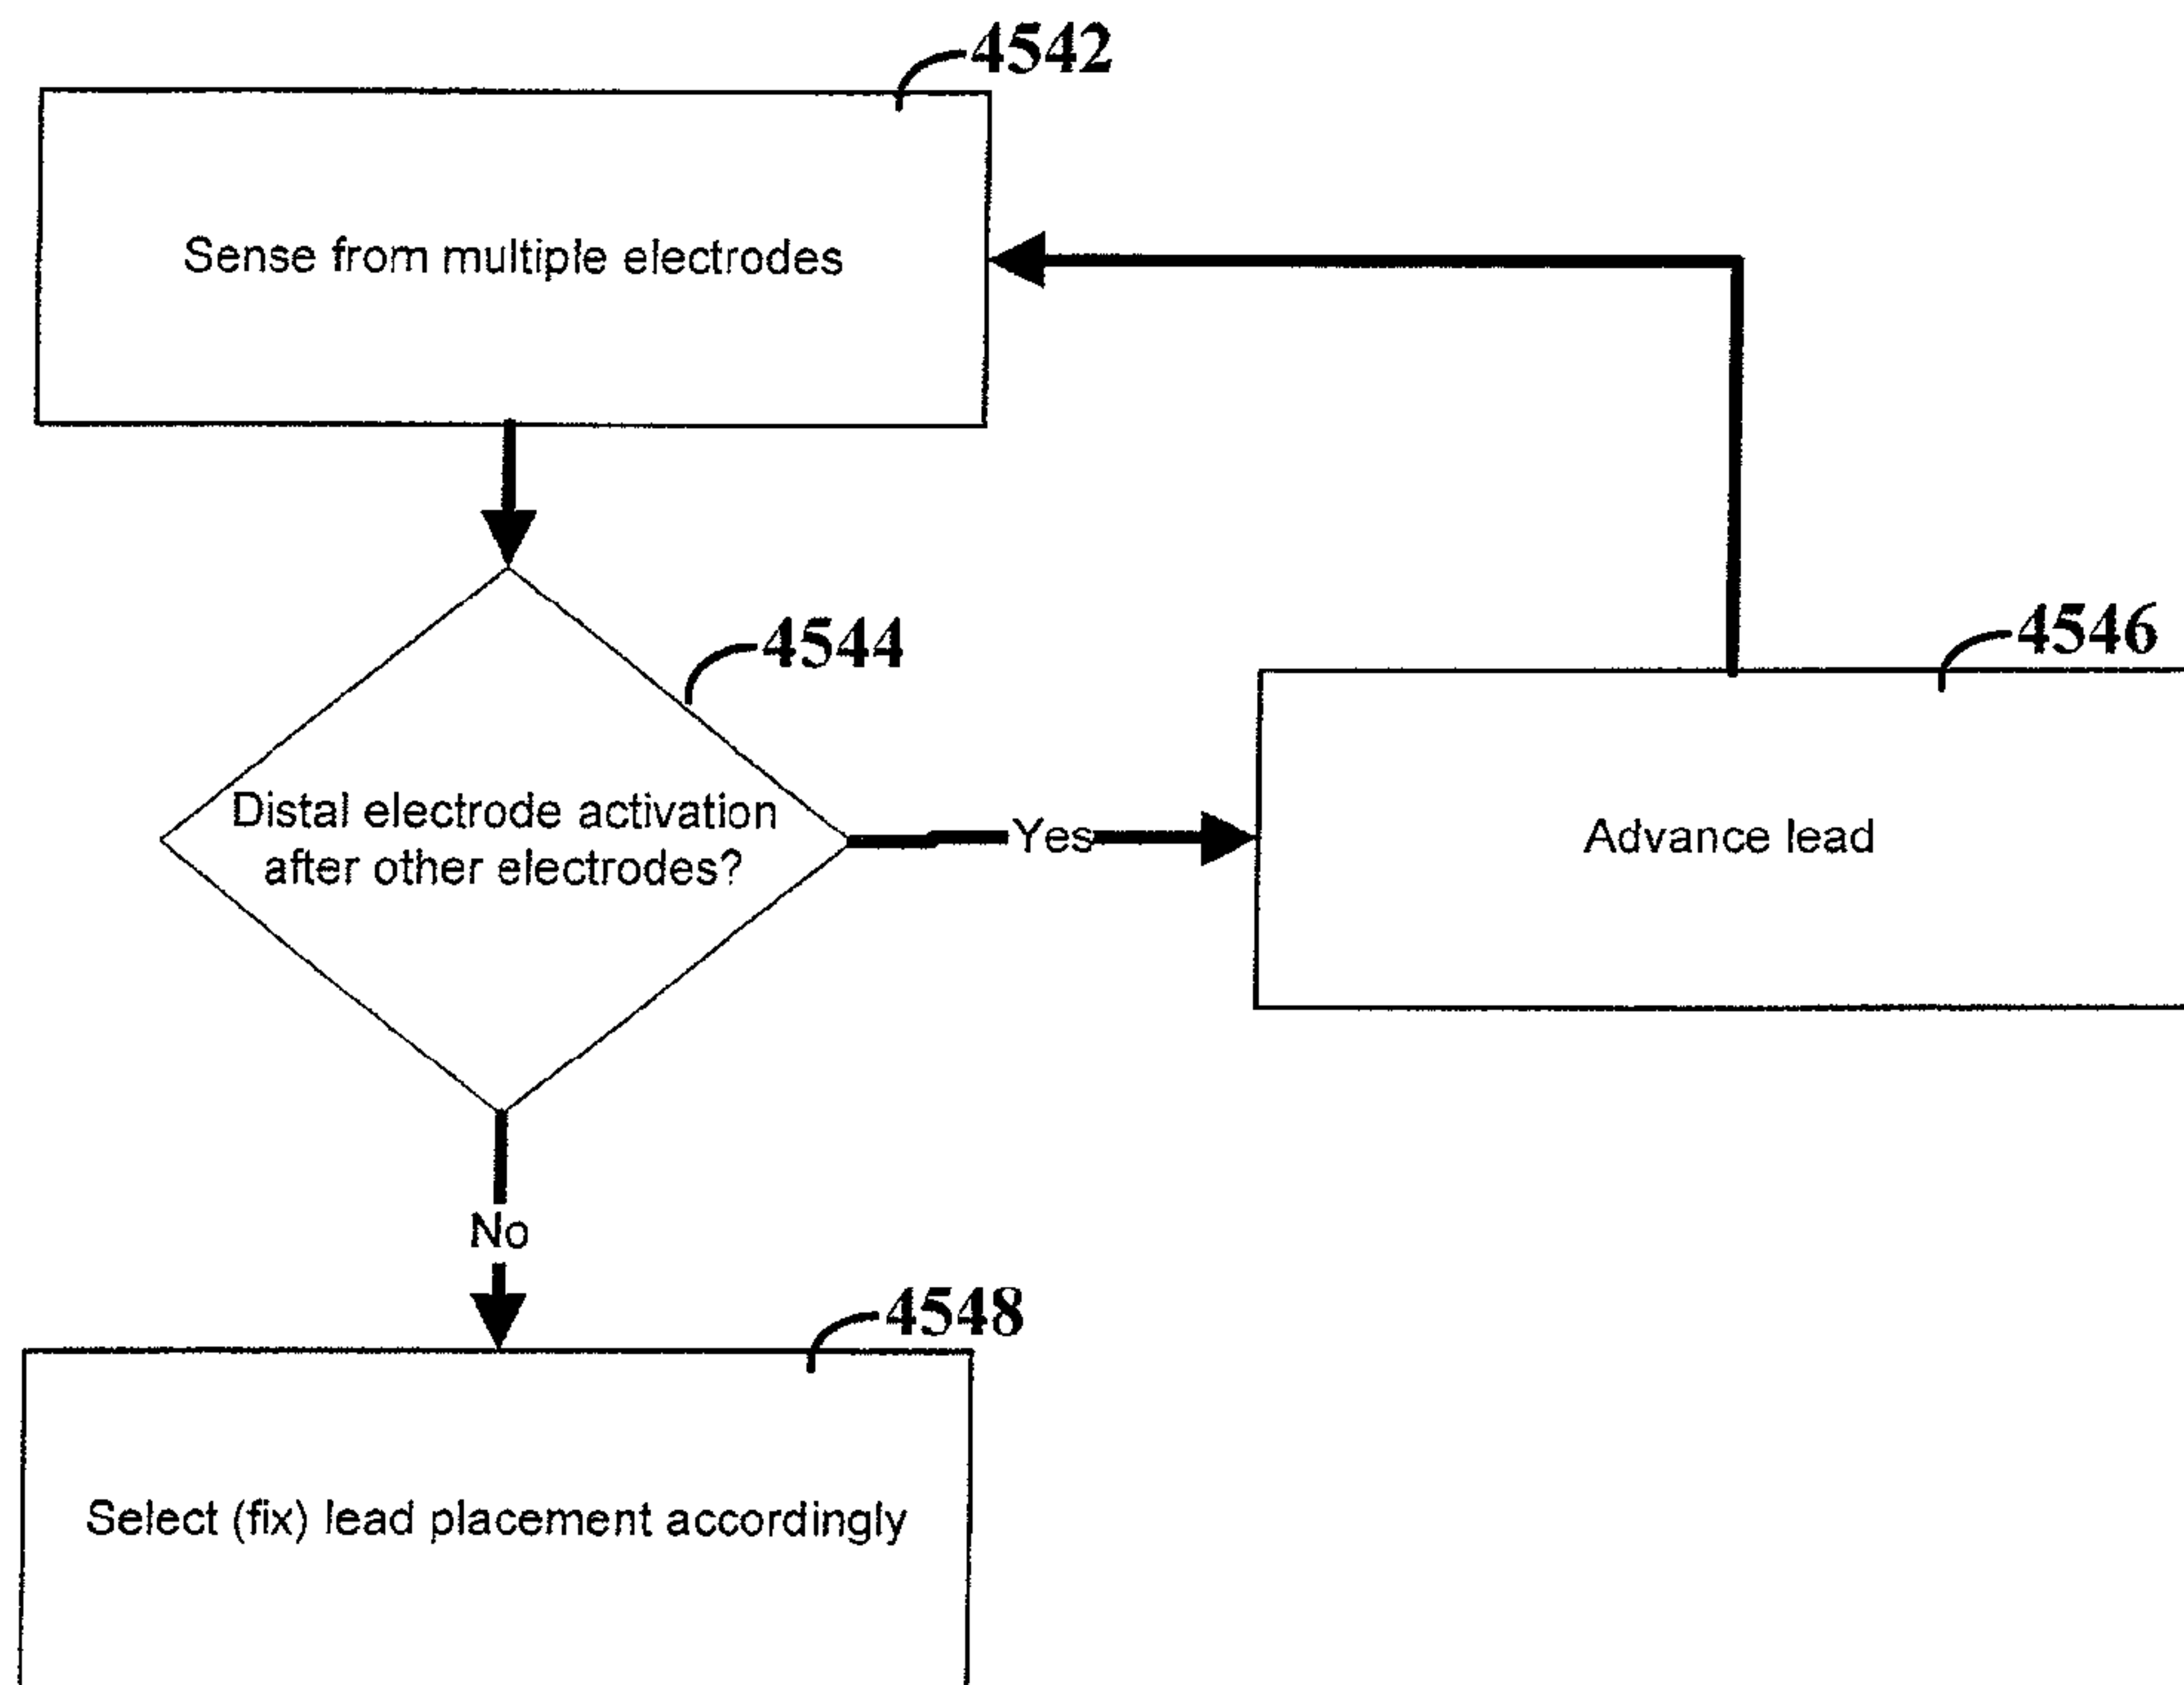 4542
Sense from multiple electrodes
4544
Distal electrode activation
after other electrodes?
Yes
4546
Advance lead
No
4548
Select (fix) lead placement accordingly